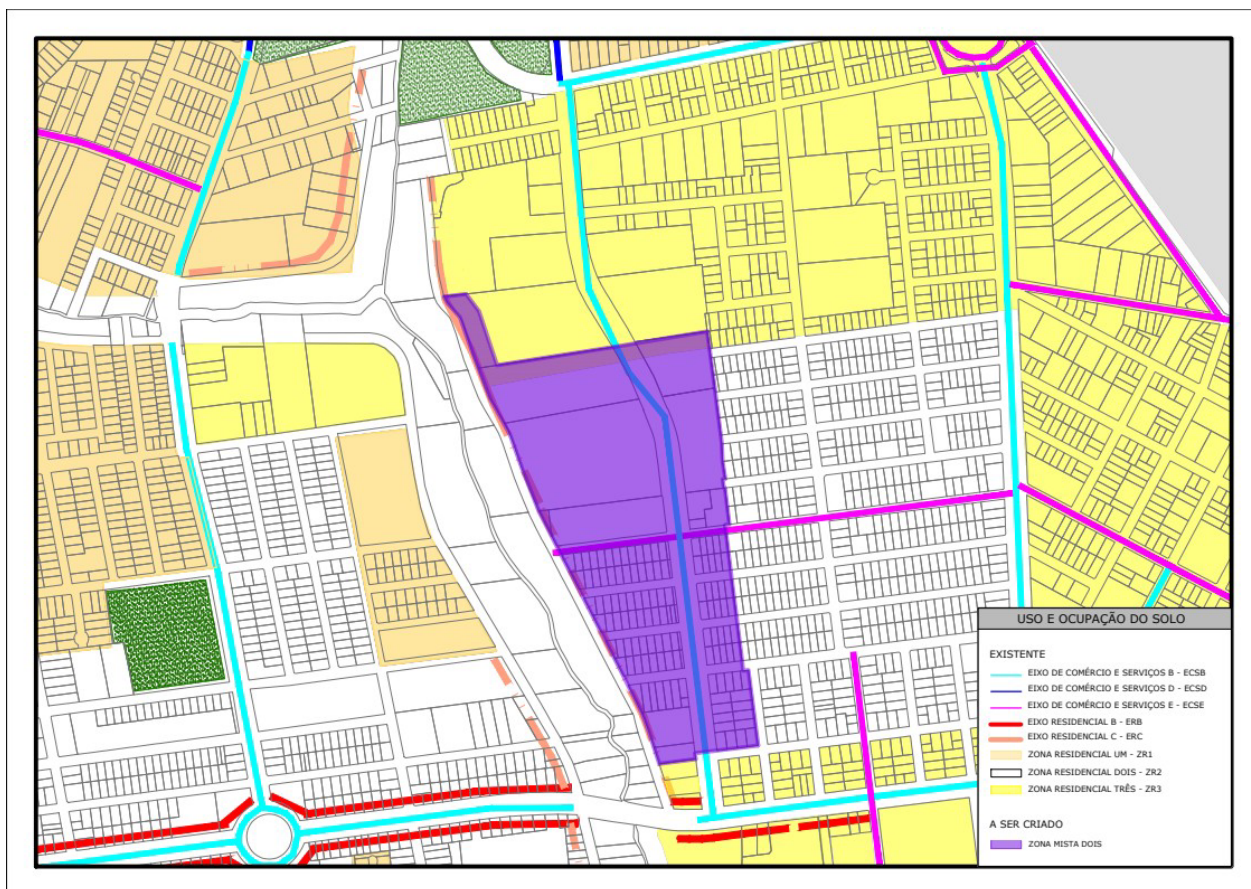 USO E OCUPAÇÃO DO SOLO
EXISTENTE
EIXO DE COMÉRCIO E SERVIÇOS B - ECSB
EIXO DE COMÉRCIO E SERVIÇOS D - ECSD
EIXO DE COMÉRCIO E SERVIÇOS E - ECSE
EIXO RESIDENCIAL B - ERB
EIXO RESIDENCIAL C - ERC
ZONA RESIDENCIAL UM - ZR1
ZONA RESIDENCIAL DOIS - ZR2
ZONA RESIDENCIAL TRÊS - ZR3
A SER CRIADO
ZONA MISTA DOIS